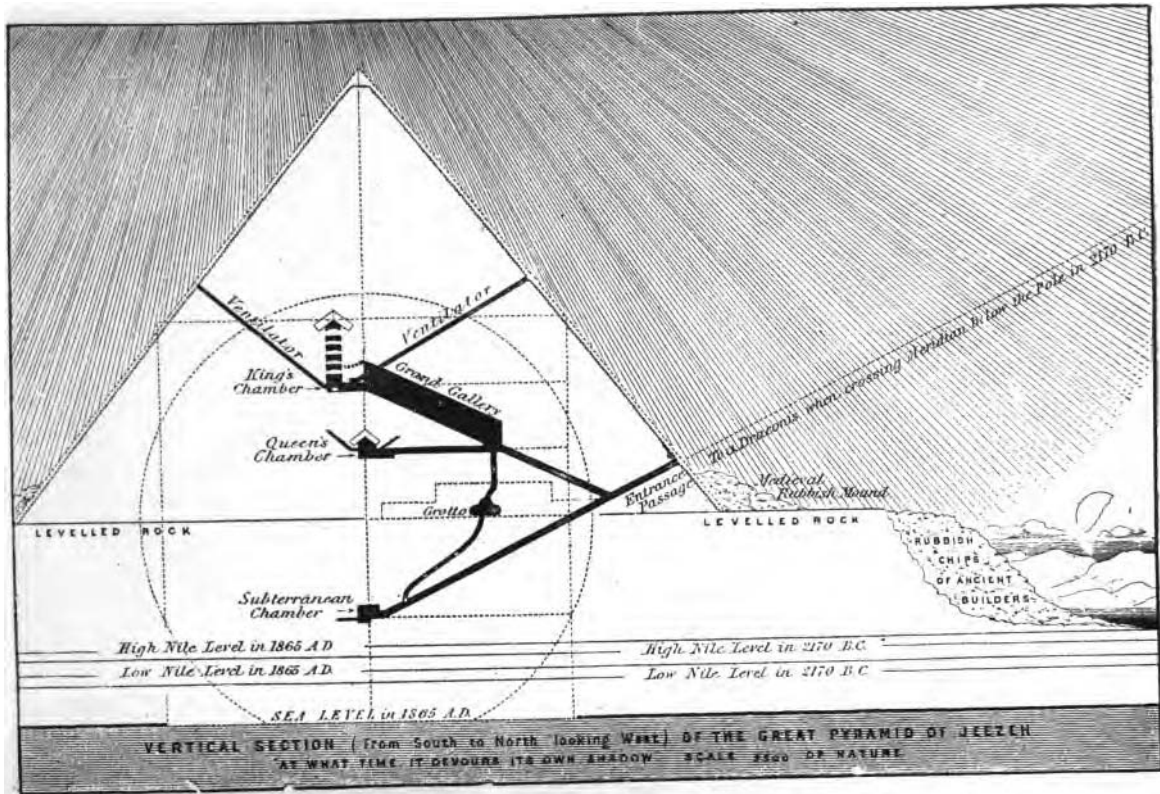 To α Draconis when crossing Meridian below the Pole in 2170 B.C.
Ventilator
Ventilator
King's
Chamber
Grand Gallery
Queen's
Chamber
Entrance
Passage
Medieval
Rubbish Mound
Grotto
LEVELLED ROCK
LEVELLED ROCK
RUBBISH
CHIPS
OF ANCIENT
BUILDERS
Subterranean
Chamber
High Nile Level in 1865 A.D.
High Nile Level in 2170 B.C.
Low Nile Level in 1865 A.D.
Low Nile Level in 2170 B.C.
SEA LEVEL in 1865 A.D.
VERTICAL SECTION (from South to North looking West) OF THE GREAT PYRAMID OF JEEZEH
AT WHAT TIME IT DEVOURS ITS OWN SHADOW SCALE OF NATURE